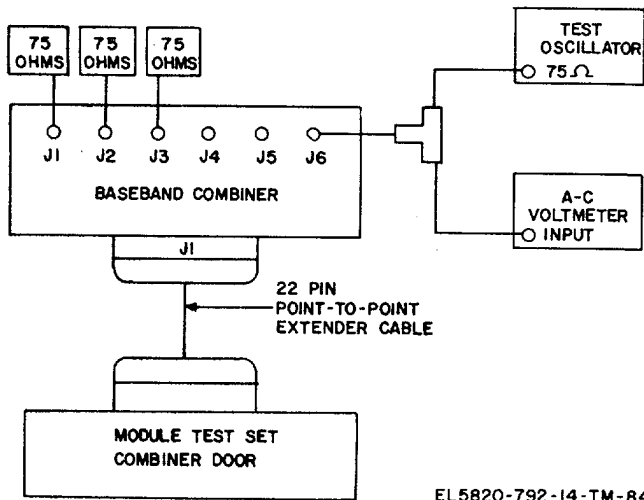 75 OHMS
75 OHMS
75 OHMS
TEST OSCILLATOR
75Ω
J1 J2 J3 J4 J5 J6
BASEBAND COMBINER
A-C VOLTMETER
INPUT
J1
22 PIN
POINT-TO-POINT
EXTENDER CABLE
MODULE TEST SET
COMBINER DOOR